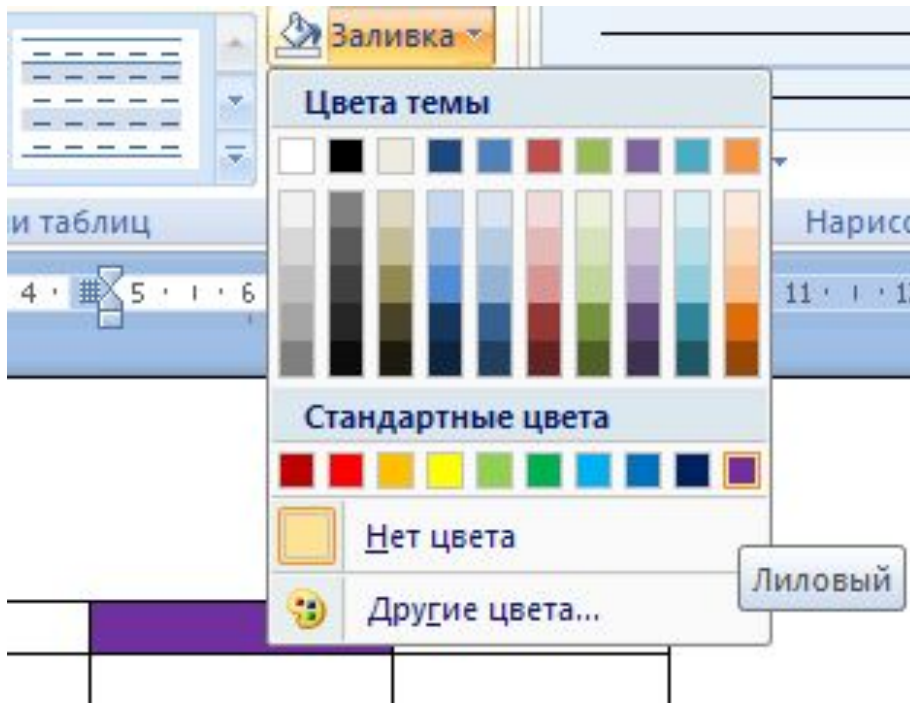 Заливка
Цвета темы
и таблиц
Нарисо
4 · 5 · ı · 6
11 · ı · 1
Стандартные цвета
Нет цвета
Лиловый
Другие цвета...